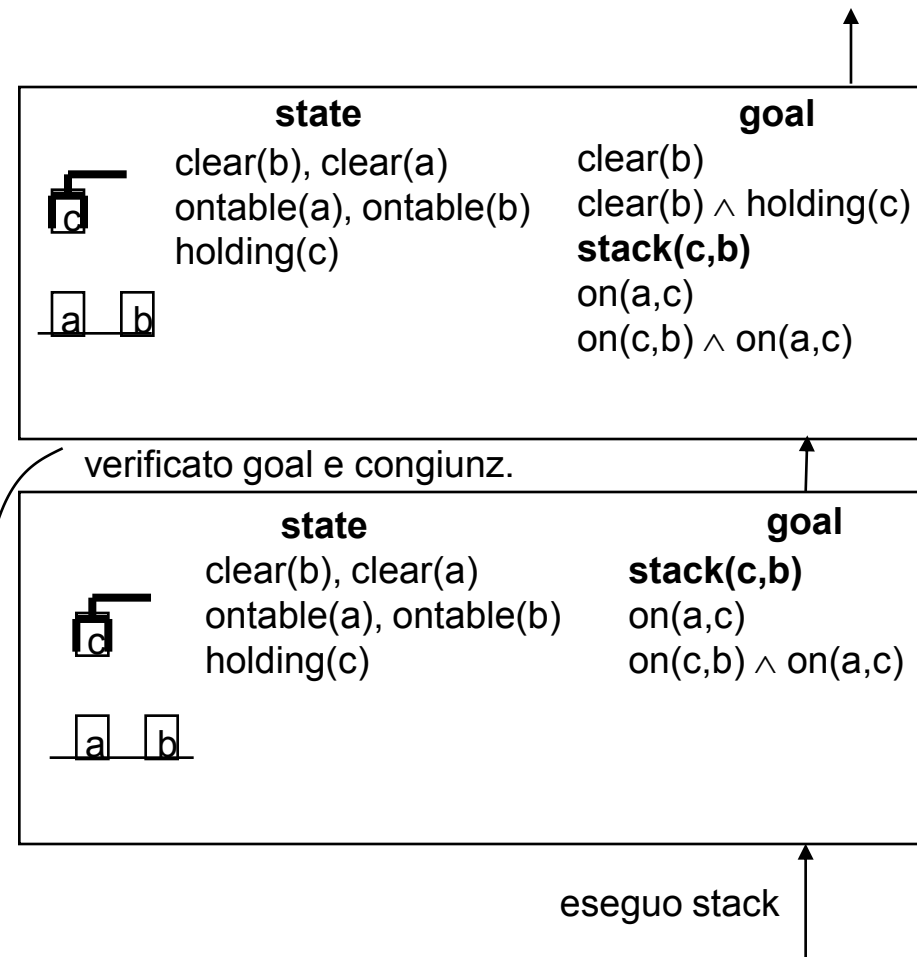 state
goal
clear(b), clear(a)
ontable(a), ontable(b)
holding(c)
clear(b)
clear(b) ∧ holding(c)
stack(c,b)
on(a,c)
on(c,b) ∧ on(a,c)
c
a b
verificato goal e congiunz.
state
goal
clear(b), clear(a)
ontable(a), ontable(b)
holding(c)
stack(c,b)
on(a,c)
on(c,b) ∧ on(a,c)
c
a b
eseguo stack